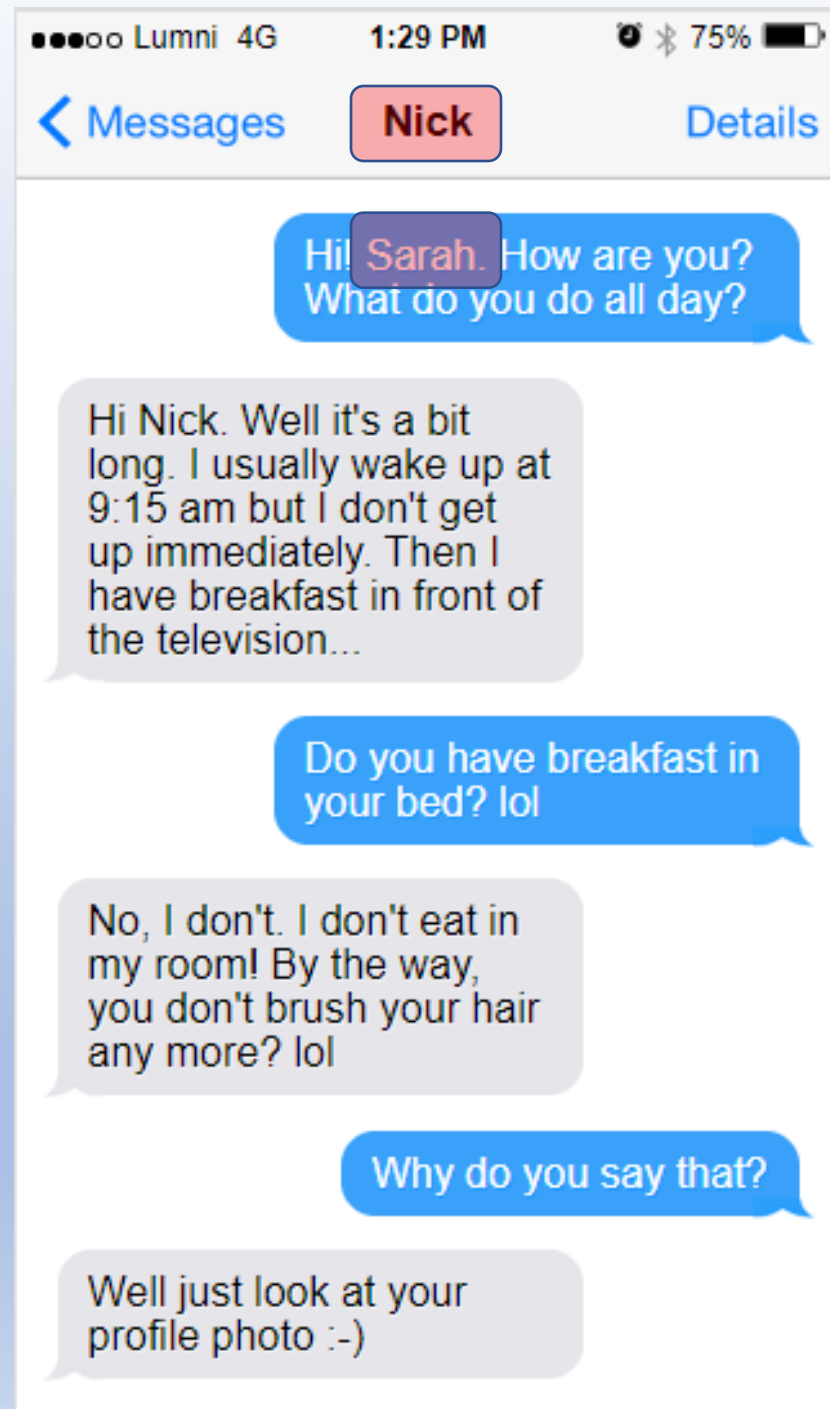 ●●●○○ Lumni 4G 1:29 PM 75%
Messages Nick Details
Hi! Sarah. How are you?
What do you do all day?
Hi Nick. Well it's a bit
long. I usually wake up at
9:15 am but I don't get
up immediately. Then I
have breakfast in front of
the television...
Do you have breakfast in
your bed? lol
No, I don't. I don't eat in
my room! By the way,
you don't brush your hair
any more? lol
Why do you say that?
Well just look at your
profile photo :-)